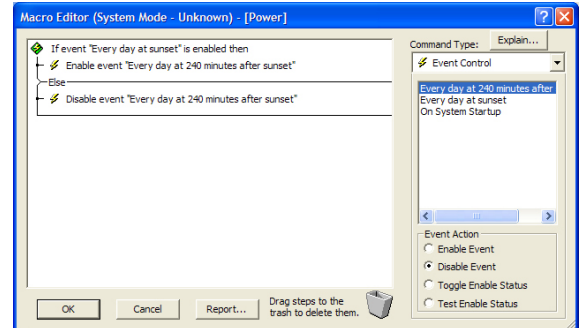 Macro Editor (System Mode - Unknown) - [Power]
If event "Every day at sunset" is enabled then
Enable event "Every day at 240 minutes after sunset"
Else
Disable event "Every day at 240 minutes after sunset"
Command Type:
Explain...
Event Control
Every day at 240 minutes after
Every day at sunset
On System Startup
Event Action
Enable Event
Disable Event
Toggle Enable Status
Test Enable Status
OK
Cancel
Report...
Drag steps to the
trash to delete them.